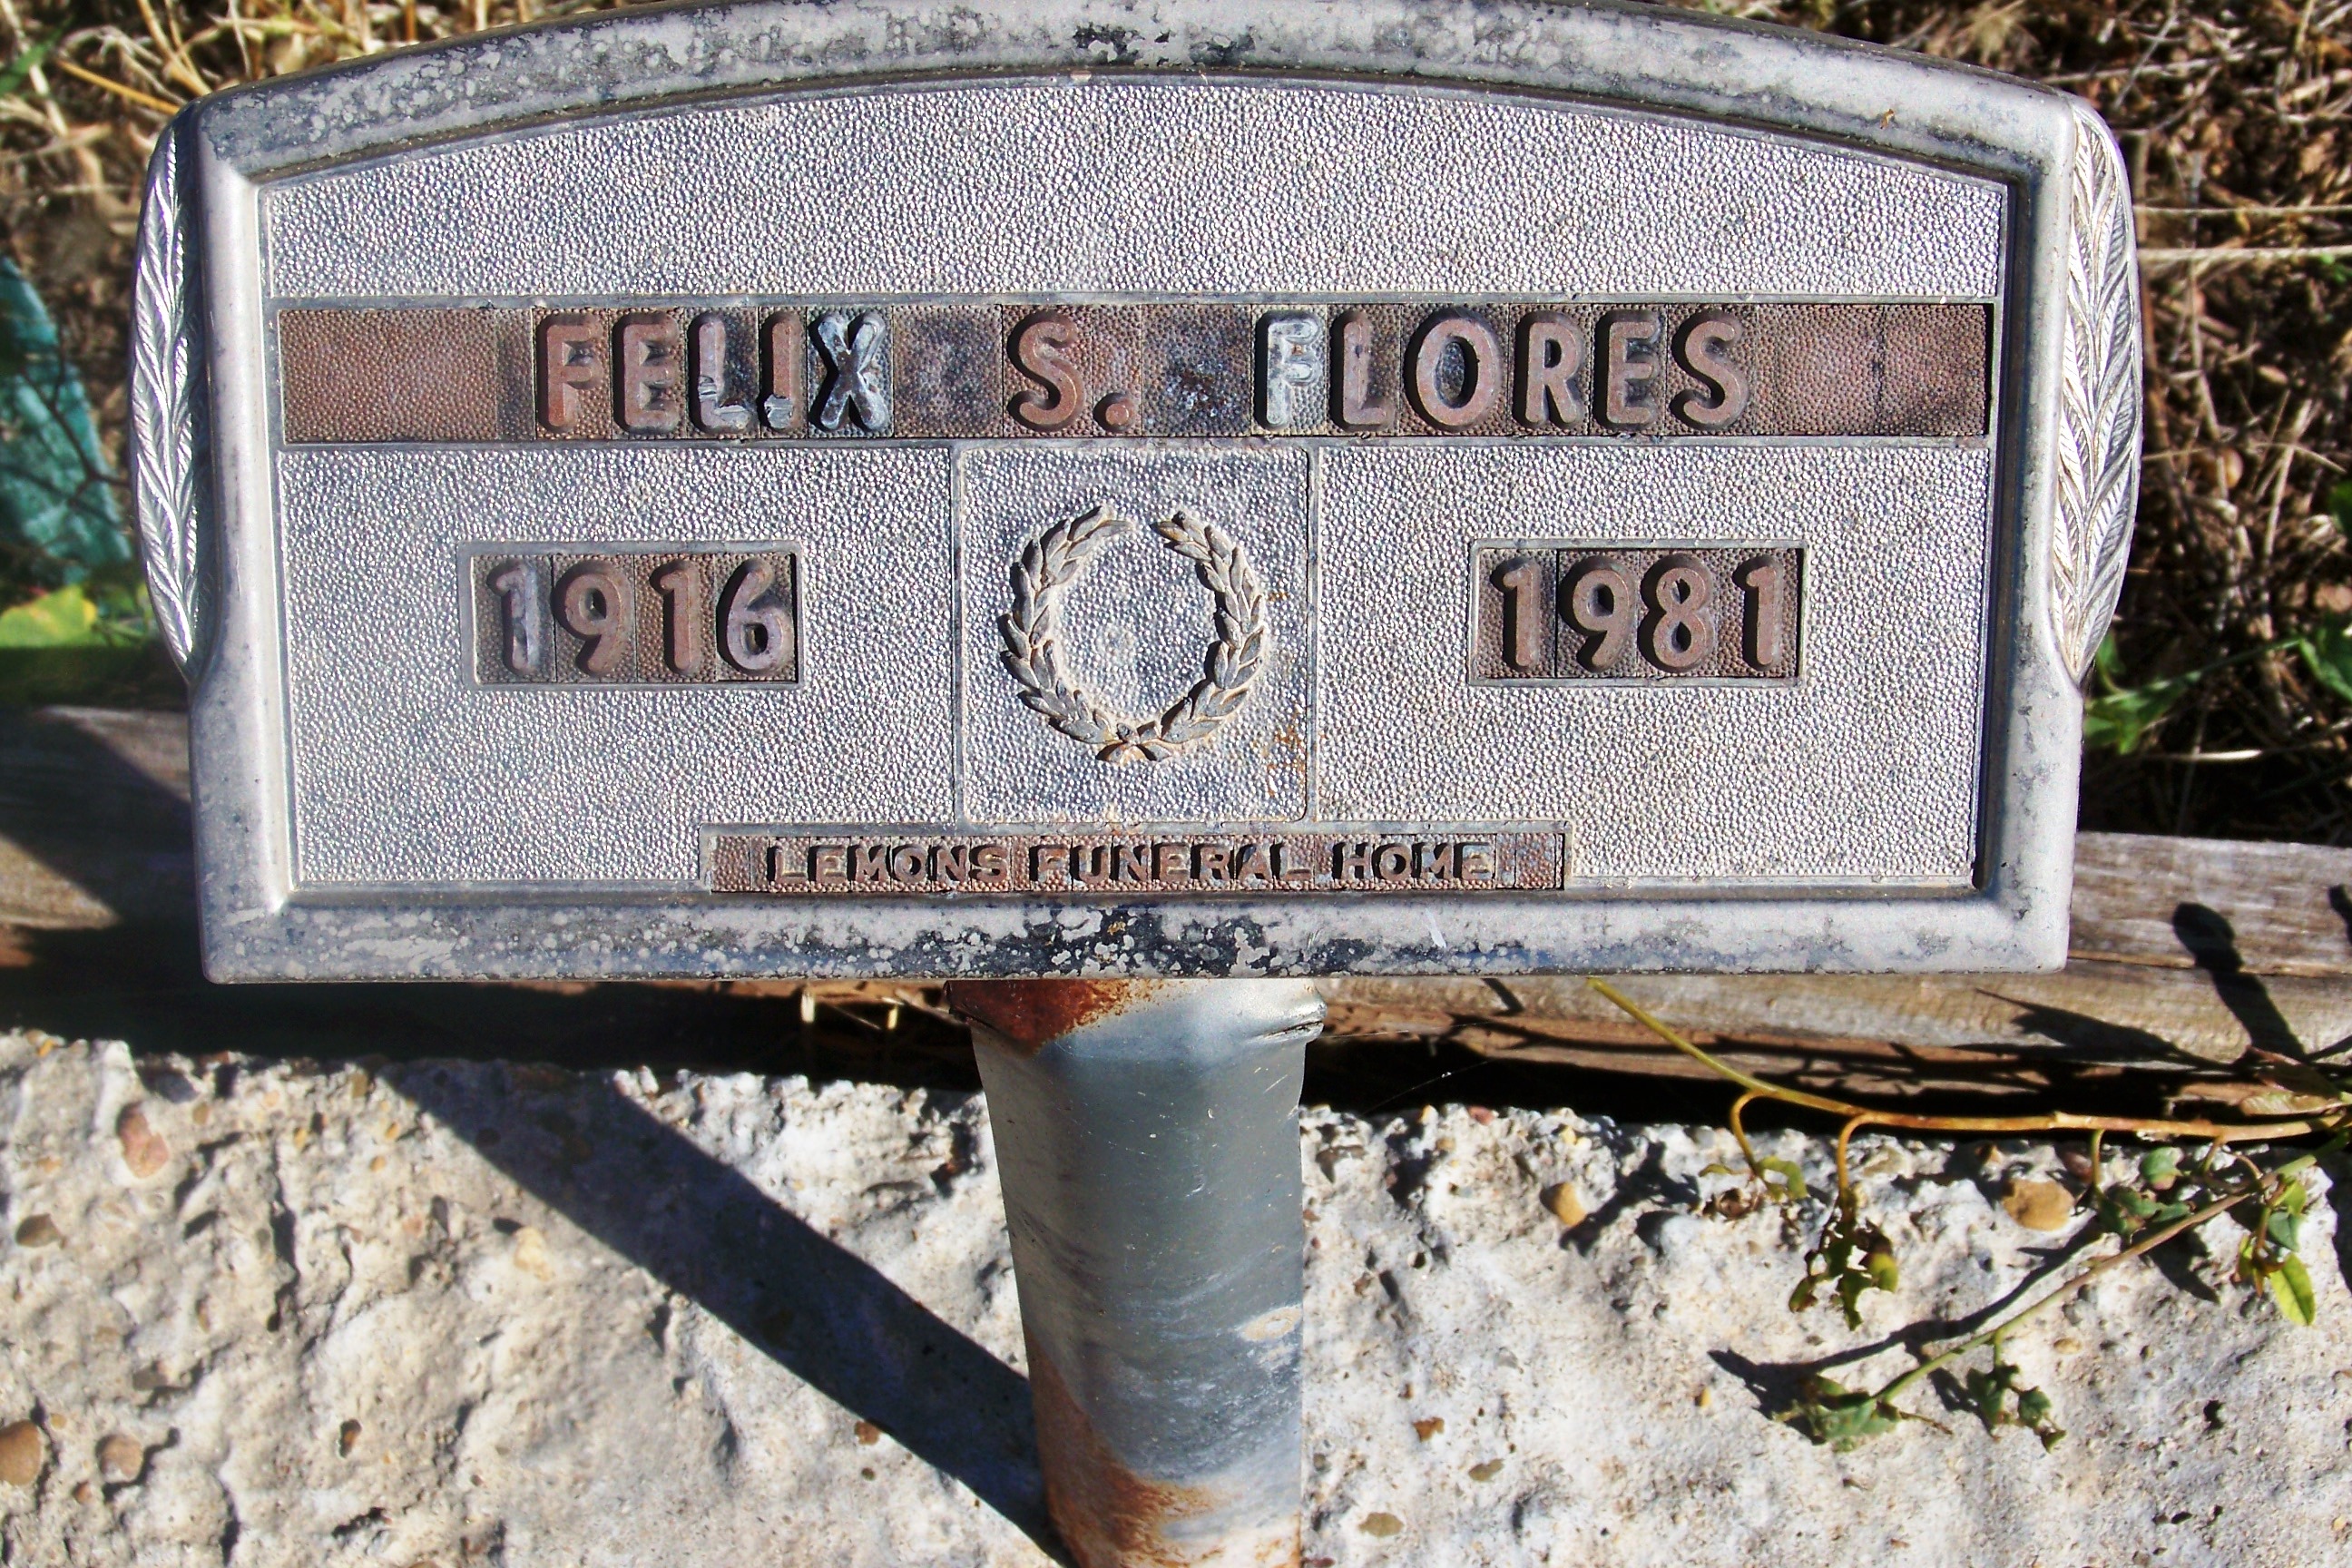 FELIX S. FLORES
1916 1981
LEMONS FUNERAL HOME